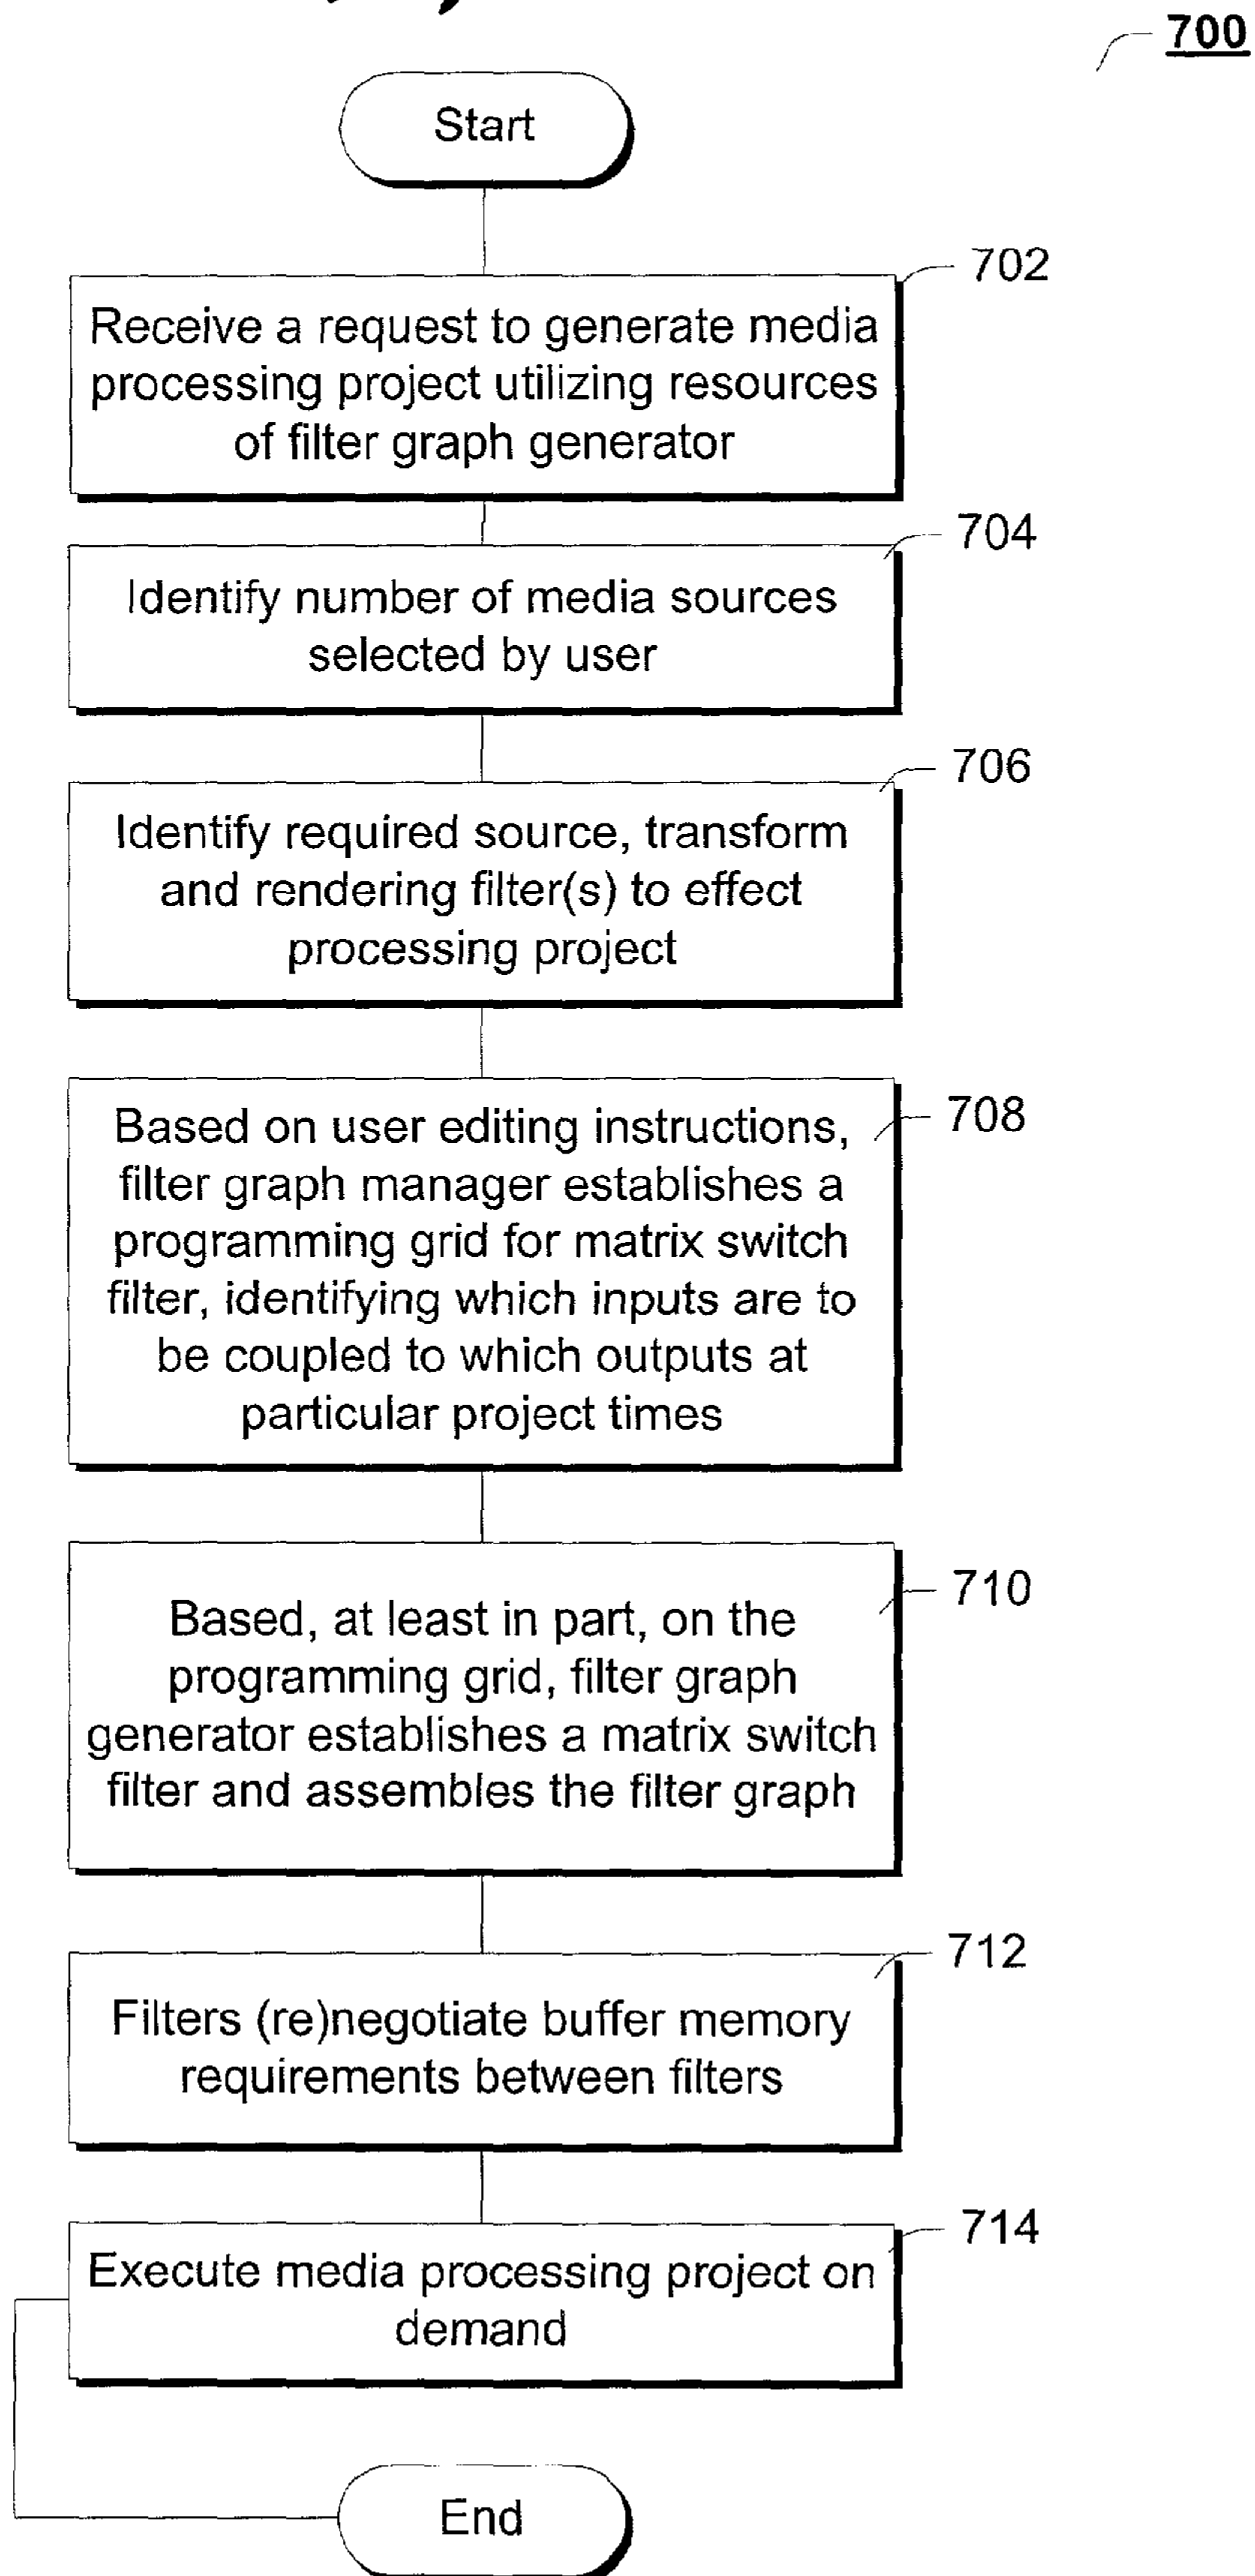 700
Start
702
Receive a request to generate media
processing project utilizing resources
of filter graph generator
704
Identify number of media sources
selected by user
706
Identify required source, transform
and rendering filter(s) to effect
processing project
708
Based on user editing instructions,
filter graph manager establishes a
programming grid for matrix switch
filter, identifying which inputs are to
be coupled to which outputs at
particular project times
710
Based, at least in part, on the
programming grid, filter graph
generator establishes a matrix switch
filter and assembles the filter graph
712
Filters (re)negotiate buffer memory
requirements between filters
714
Execute media processing project on
demand
End